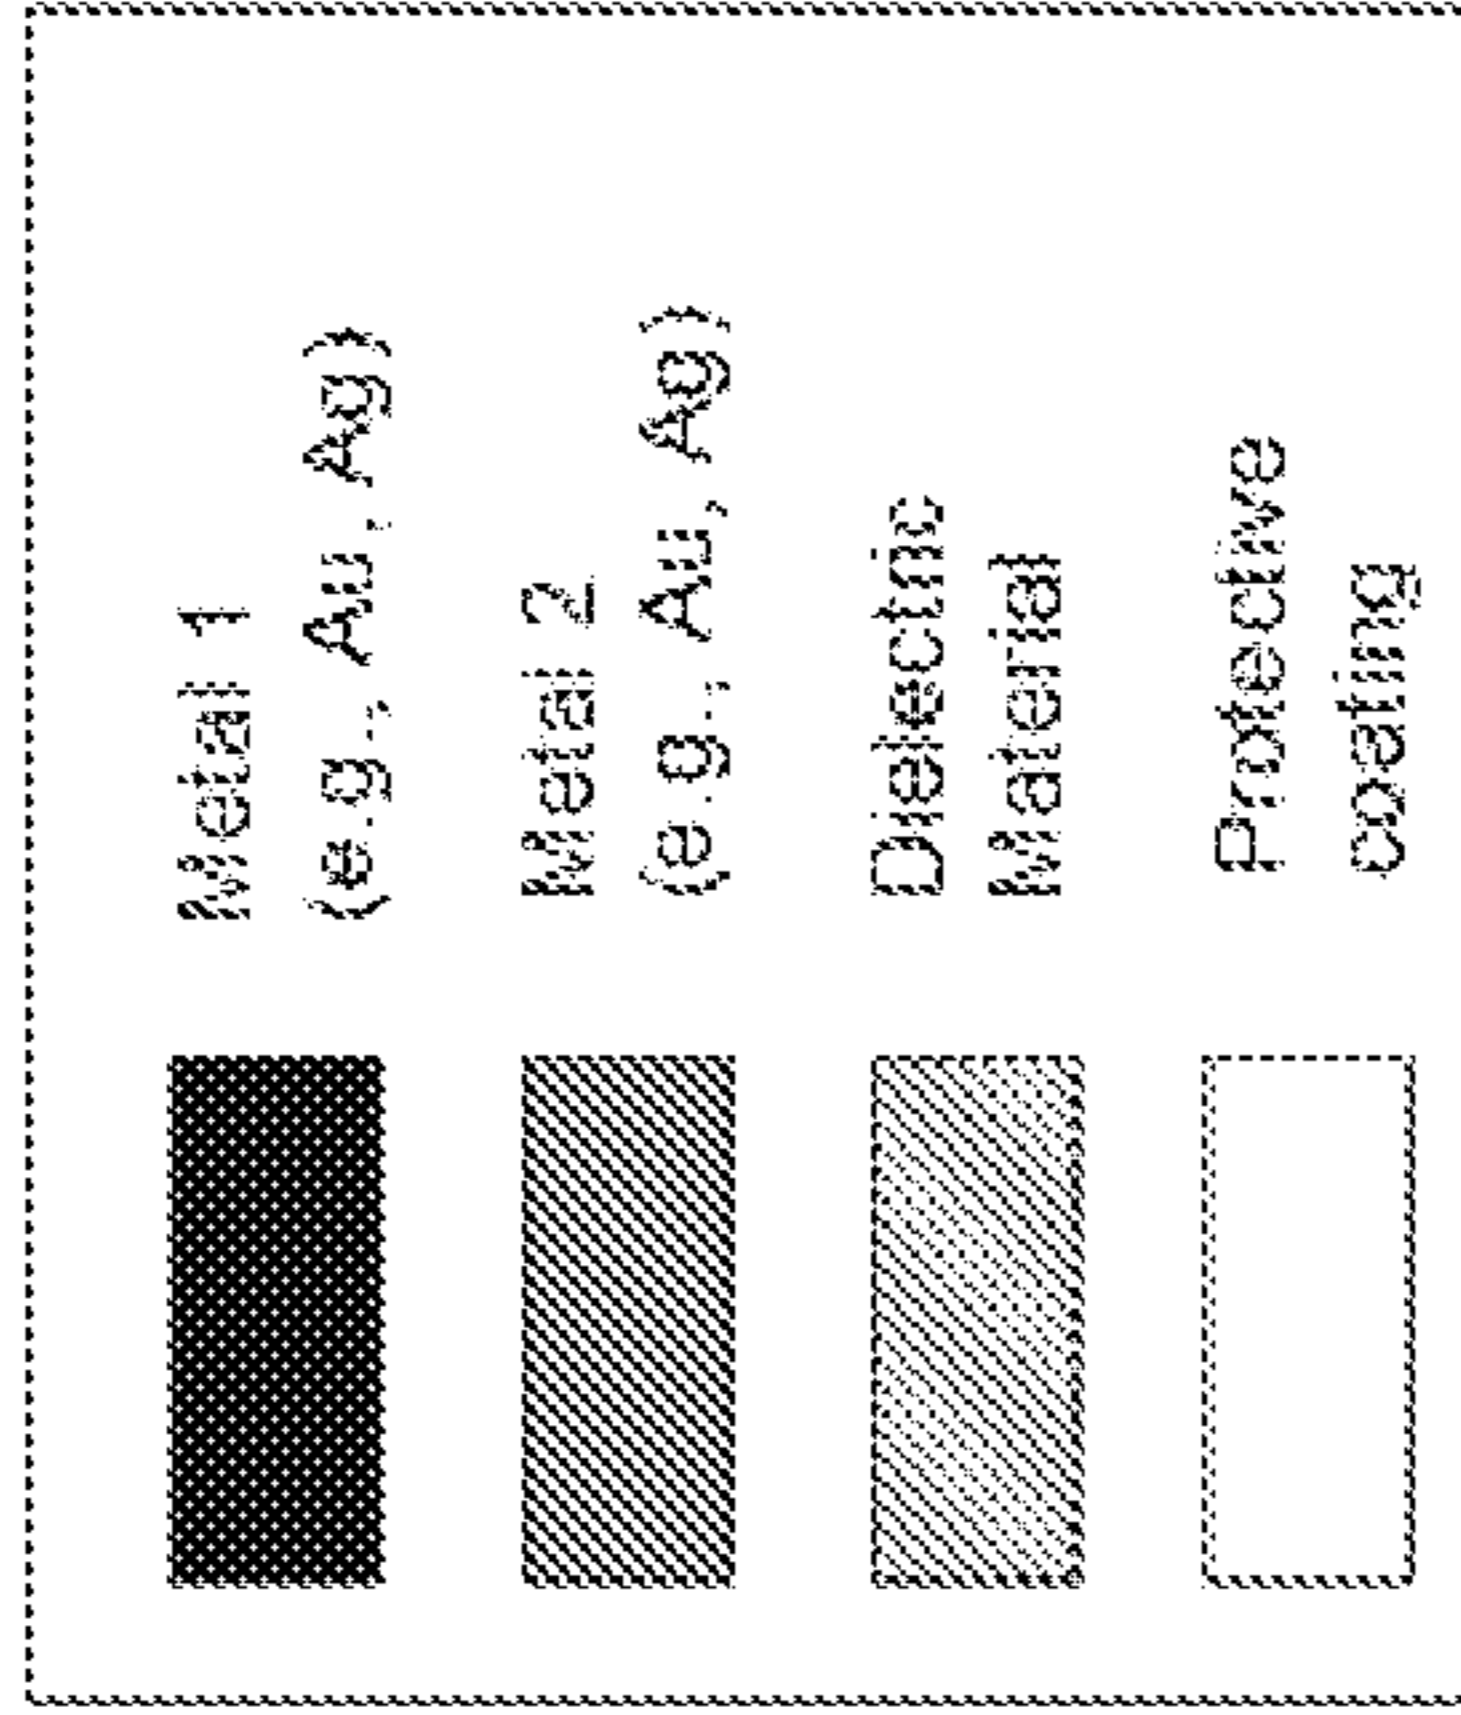 Metal 1
(e.g., Au, Ag)
Metal 2
(e.g., Au, Ag)
Dielectric
Material
Protective
coating